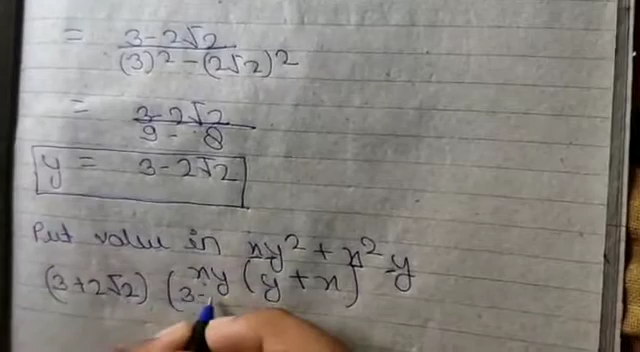 = 3-2√2 / (3)² - (2√2)²
= 3-2√2 / 9 - 8
y = 3-2√2
Put value in xy² + x²y
xy (y + x)
(3+2√2) (3-